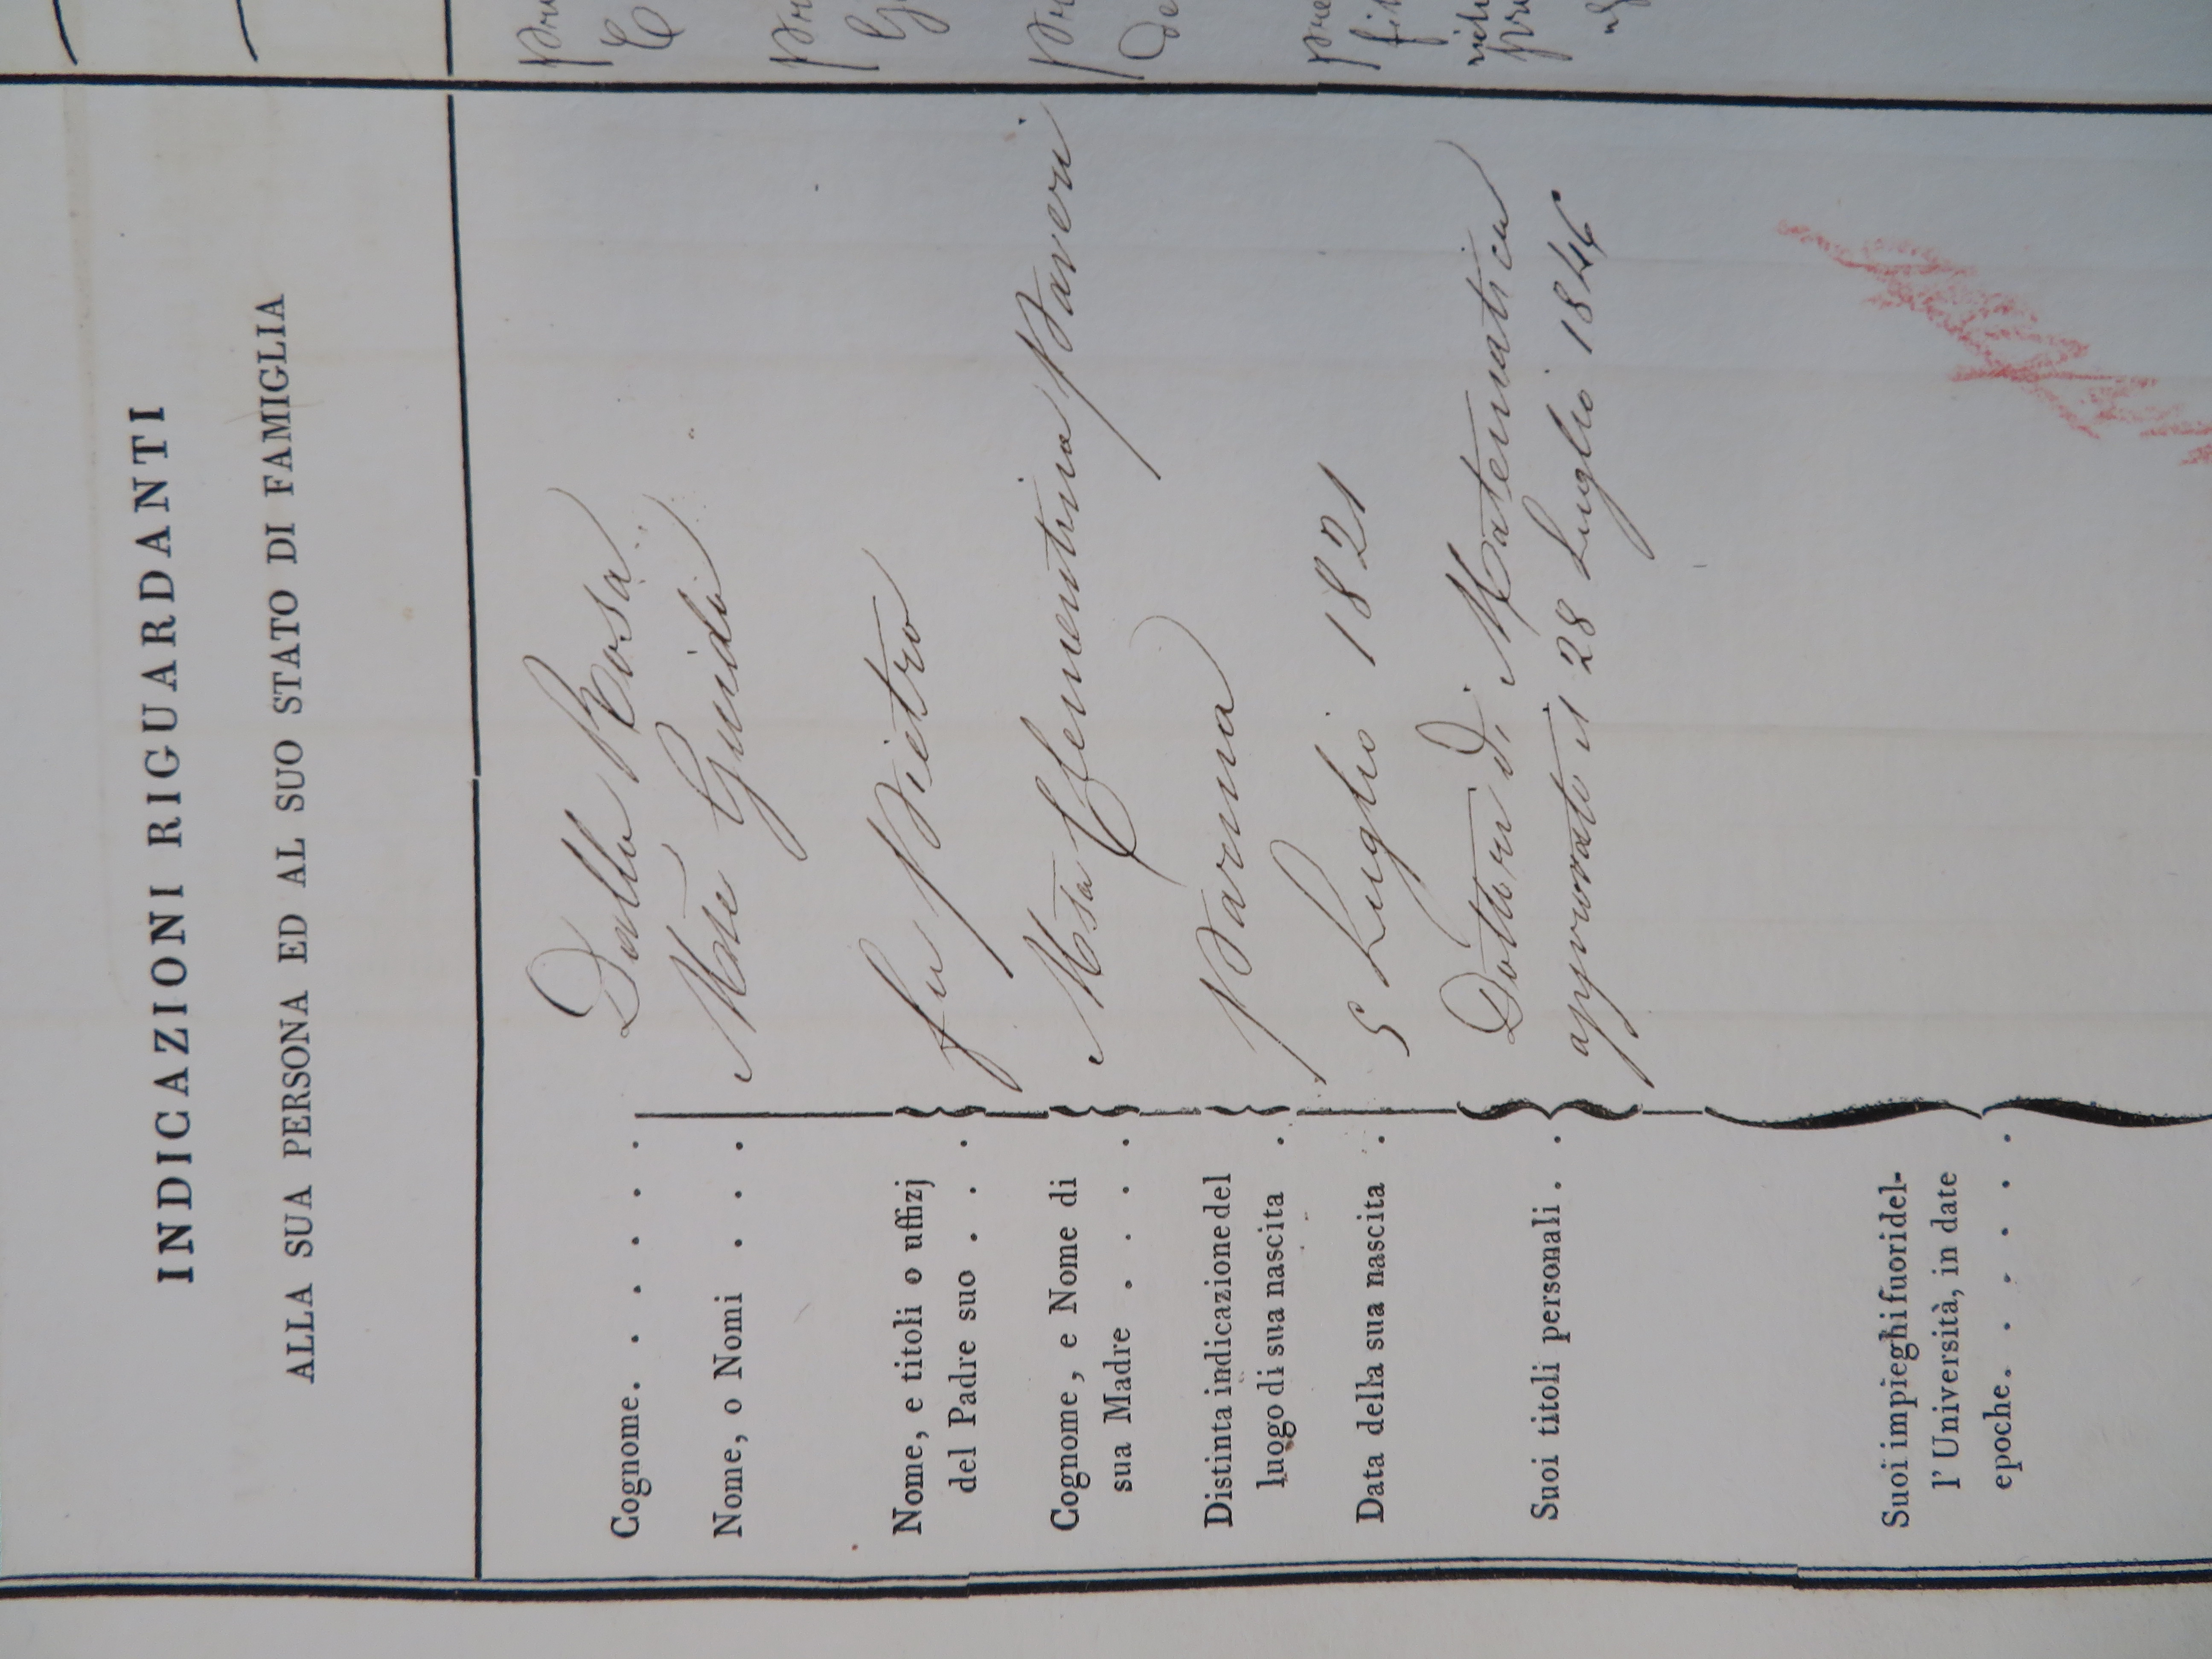 INDICAZIONI RIGUARDANTI
ALLA SUA PERSONA ED AL SUO STATO DI FAMIGLIA
Cognome. . . . . . Dalla Rosa
Nome, o Nomi . . . Mse Guido
Nome, e titoli o uffizj
del Padre suo . . .
fu Pietro
Cognome, e Nome di
sua Madre . . . .
Msa Clementina Paveri
Distinta indicazione del
luogo di sua nascita .
Parma
Data della sua nascita . 5 Luglio 1821
Suoi titoli personali . .
Dottore di Matematica
approvato il 28 Luglio 1846.
Suoi impieghi fuori del-
l' Università, in date
epoche. . . . . .